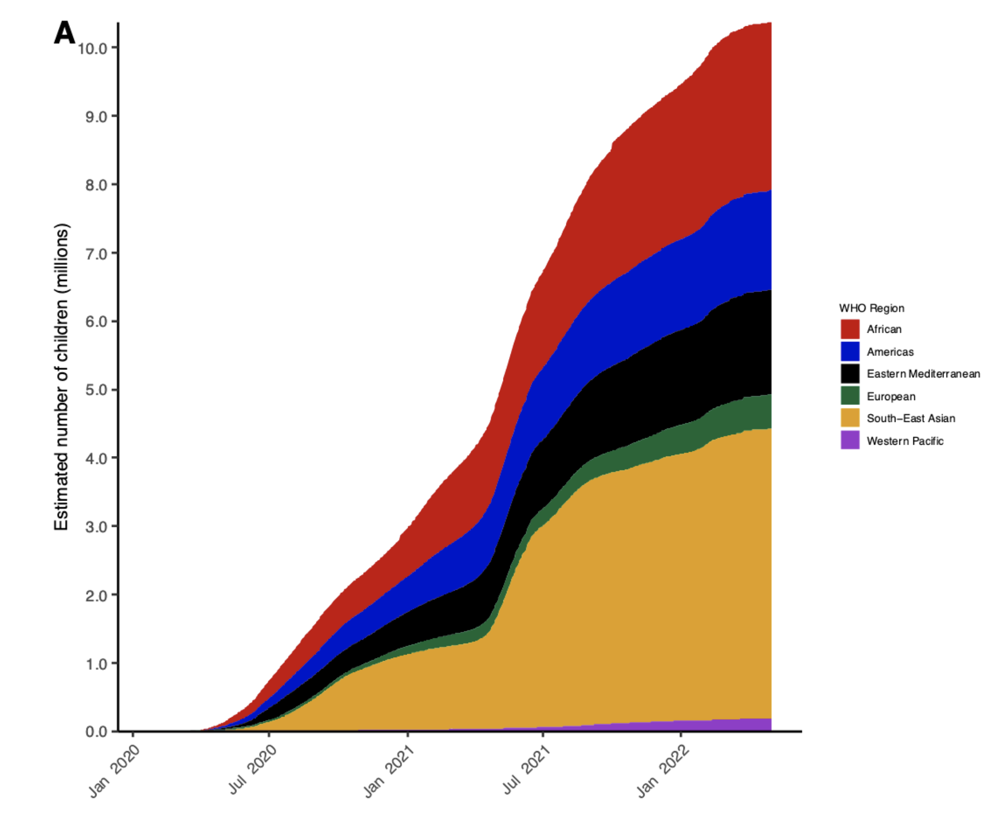 A
10.0
9.0
8.0
7.0
6.0
5.0
4.0
3.0
2.0
1.0
0.0
Estimated number of children (millions)
Jan 2020
Jul 2020
Jan 2021
Jul 2021
Jan 2022
WHO Region
African
Americas
Eastern Mediterranean
European
South−East Asian
Western Pacific